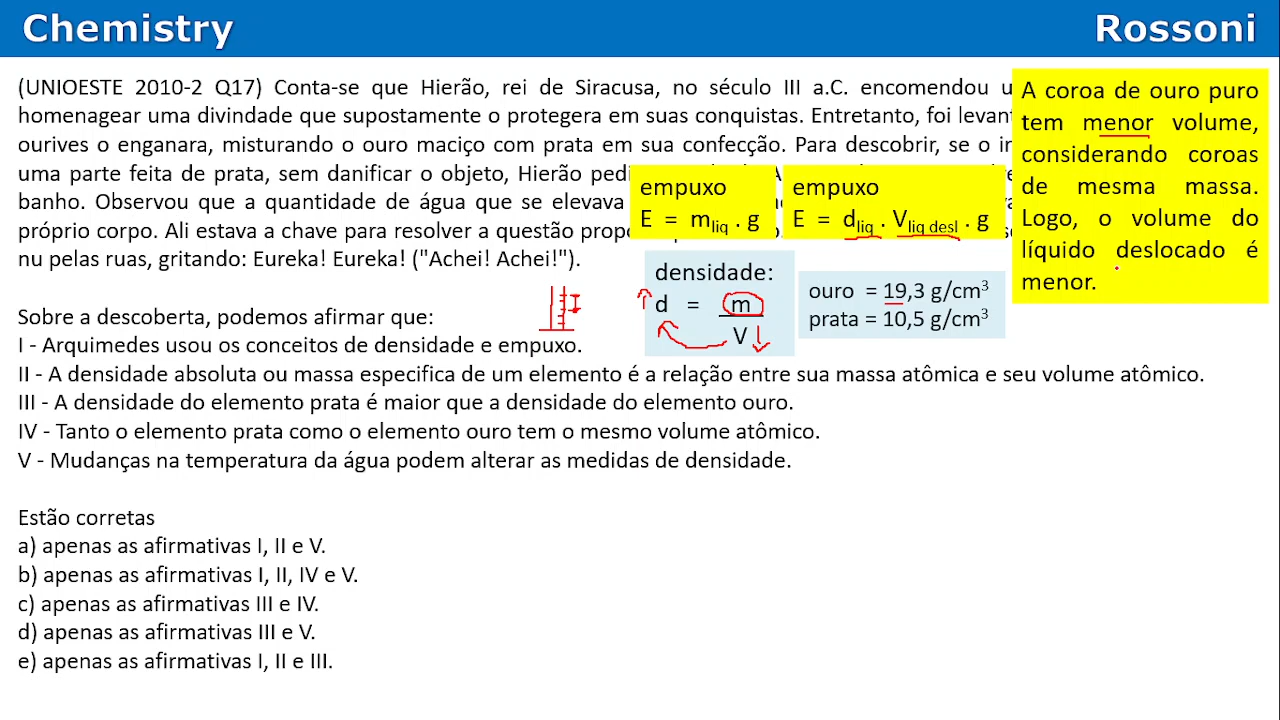 Chemistry
Rossoni
(UNIOESTE 2010-2 Q17) Conta-se que Hierão, rei de Siracusa, no século III a.C. encomendou
homenagear uma divindade que supostamente o protegera em suas conquistas. Entretanto, foi
ourives o enganara, misturando o ouro maciço com prata em sua confecção. Para descobrir, se o
uma parte feita de prata, sem danificar o objeto, Hierão
banho. Observou que a quantidade de água que se elevava
próprio corpo. Ali estava a chave para resolver a questão
nu pelas ruas, gritando: Eureka! Eureka! ("Achei! Achei!").
empuxo
E = mliq . g
empuxo
E = dliq . Vliq desl . g
A coroa de ouro puro
tem menor volume,
considerando coroas
de mesma massa.
Logo, o volume do
líquido deslocado é
menor.
densidade:
d = m
V
ouro = 19,3 g/cm³
prata = 10,5 g/cm³
Sobre a descoberta, podemos afirmar que:
I - Arquimedes usou os conceitos de densidade e empuxo.
II - A densidade absoluta ou massa especifica de um elemento é a relação entre sua massa atômica e seu volume atômico.
III - A densidade do elemento prata é maior que a densidade do elemento ouro.
IV - Tanto o elemento prata como o elemento ouro tem o mesmo volume atômico.
V - Mudanças na temperatura da água podem alterar as medidas de densidade.
Estão corretas
a) apenas as afirmativas I, II e V.
b) apenas as afirmativas I, II, IV e V.
c) apenas as afirmativas III e IV.
d) apenas as afirmativas III e V.
e) apenas as afirmativas I, II e III.